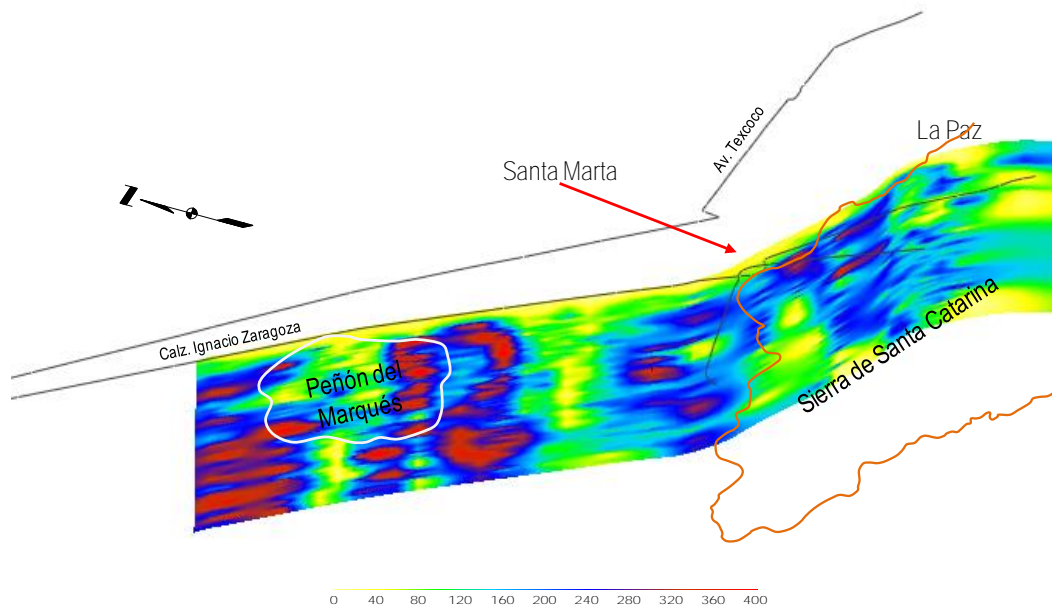 La Paz
Av. Texcoco
Santa Marta
Calz. Ignacio Zaragoza
Peñón del
Marqués
Sierra de Santa Catarina
0 40 80 120 160 200 240 280 320 360 400